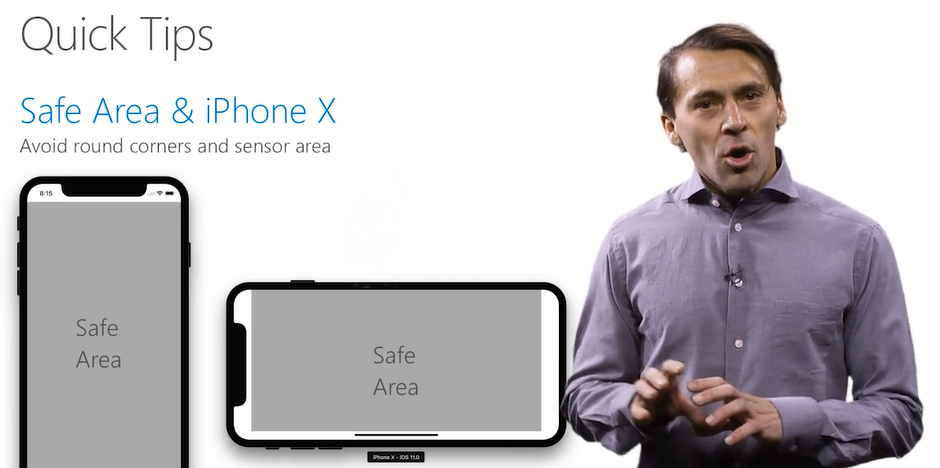 Quick Tips
Safe Area & iPhone X
Avoid round corners and sensor area
8:15
Safe
Area
Safe
Area
iPhone X - iOS 11.0